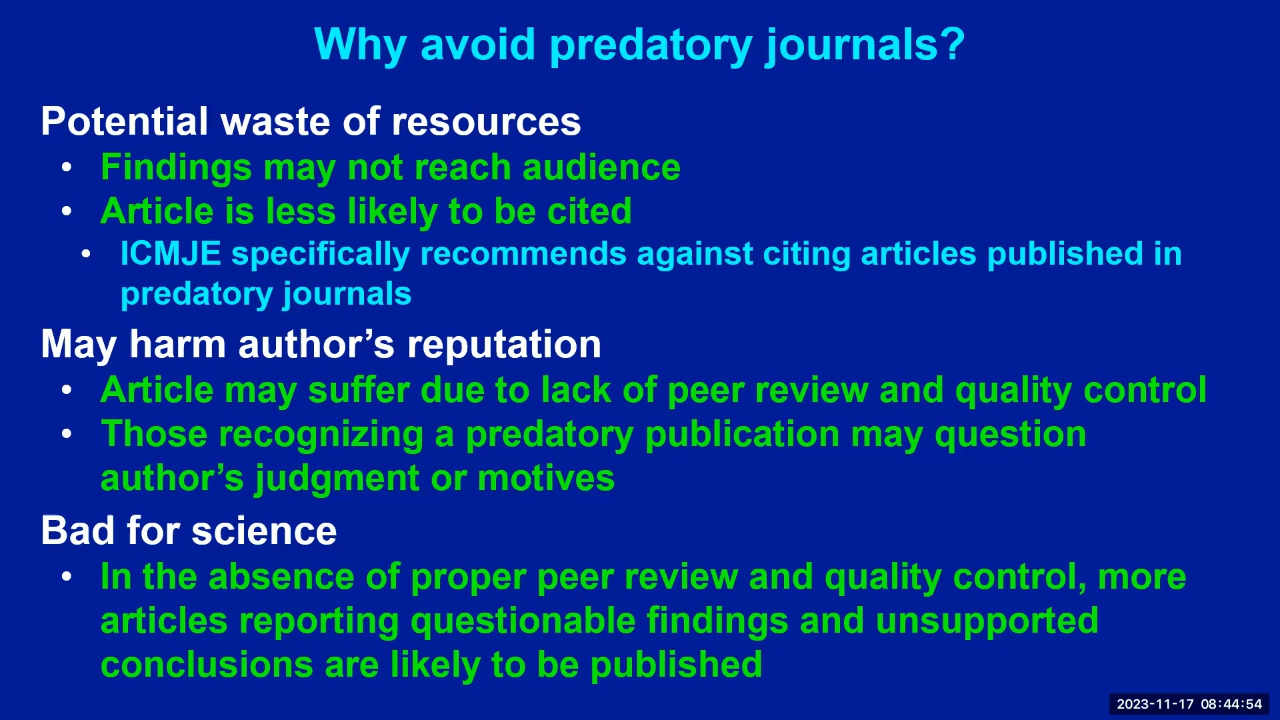 Why avoid predatory journals?
Potential waste of resources
• Findings may not reach audience
• Article is less likely to be cited
• ICMJE specifically recommends against citing articles published in
predatory journals
May harm author’s reputation
• Article may suffer due to lack of peer review and quality control
• Those recognizing a predatory publication may question
author’s judgment or motives
Bad for science
• In the absence of proper peer review and quality control, more
articles reporting questionable findings and unsupported
conclusions are likely to be published
2023-11-17 08:44:54